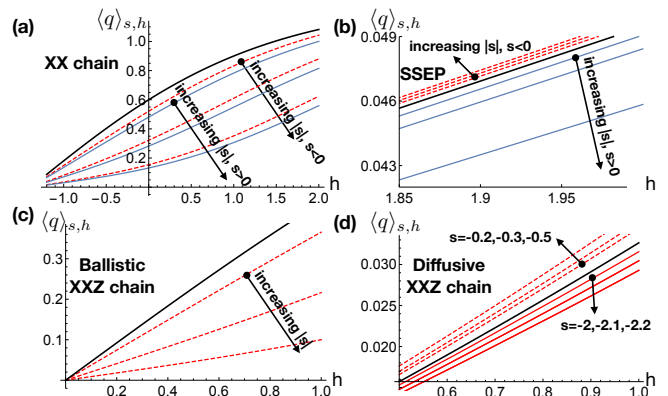 (a)
⟨q⟩s,h
XX chain
1.0
0.8
0.6
0.4
0.2
increasing |s|, s>0
increasing |s|, s<0
−1.0
−0.5
0.0
0.5
1.0
1.5
2.0
h
(b)
⟨q⟩s,h
0.049
0.046
0.043
increasing |s|, s<0
SSEP
increasing |s|, s>0
1.85
1.9
1.95
h
(c)
⟨q⟩s,h
0.3
0.2
0.1
Ballistic
XXZ chain
increasing |s|
0.2
0.4
0.6
0.8
1.0
h
(d)
⟨q⟩s,h
0.030
0.025
0.020
s=-0.2,-0.3,-0.5
Diffusive
XXZ chain
s=-2,-2.1,-2.2
0.6
0.7
0.8
0.9
1.0
h